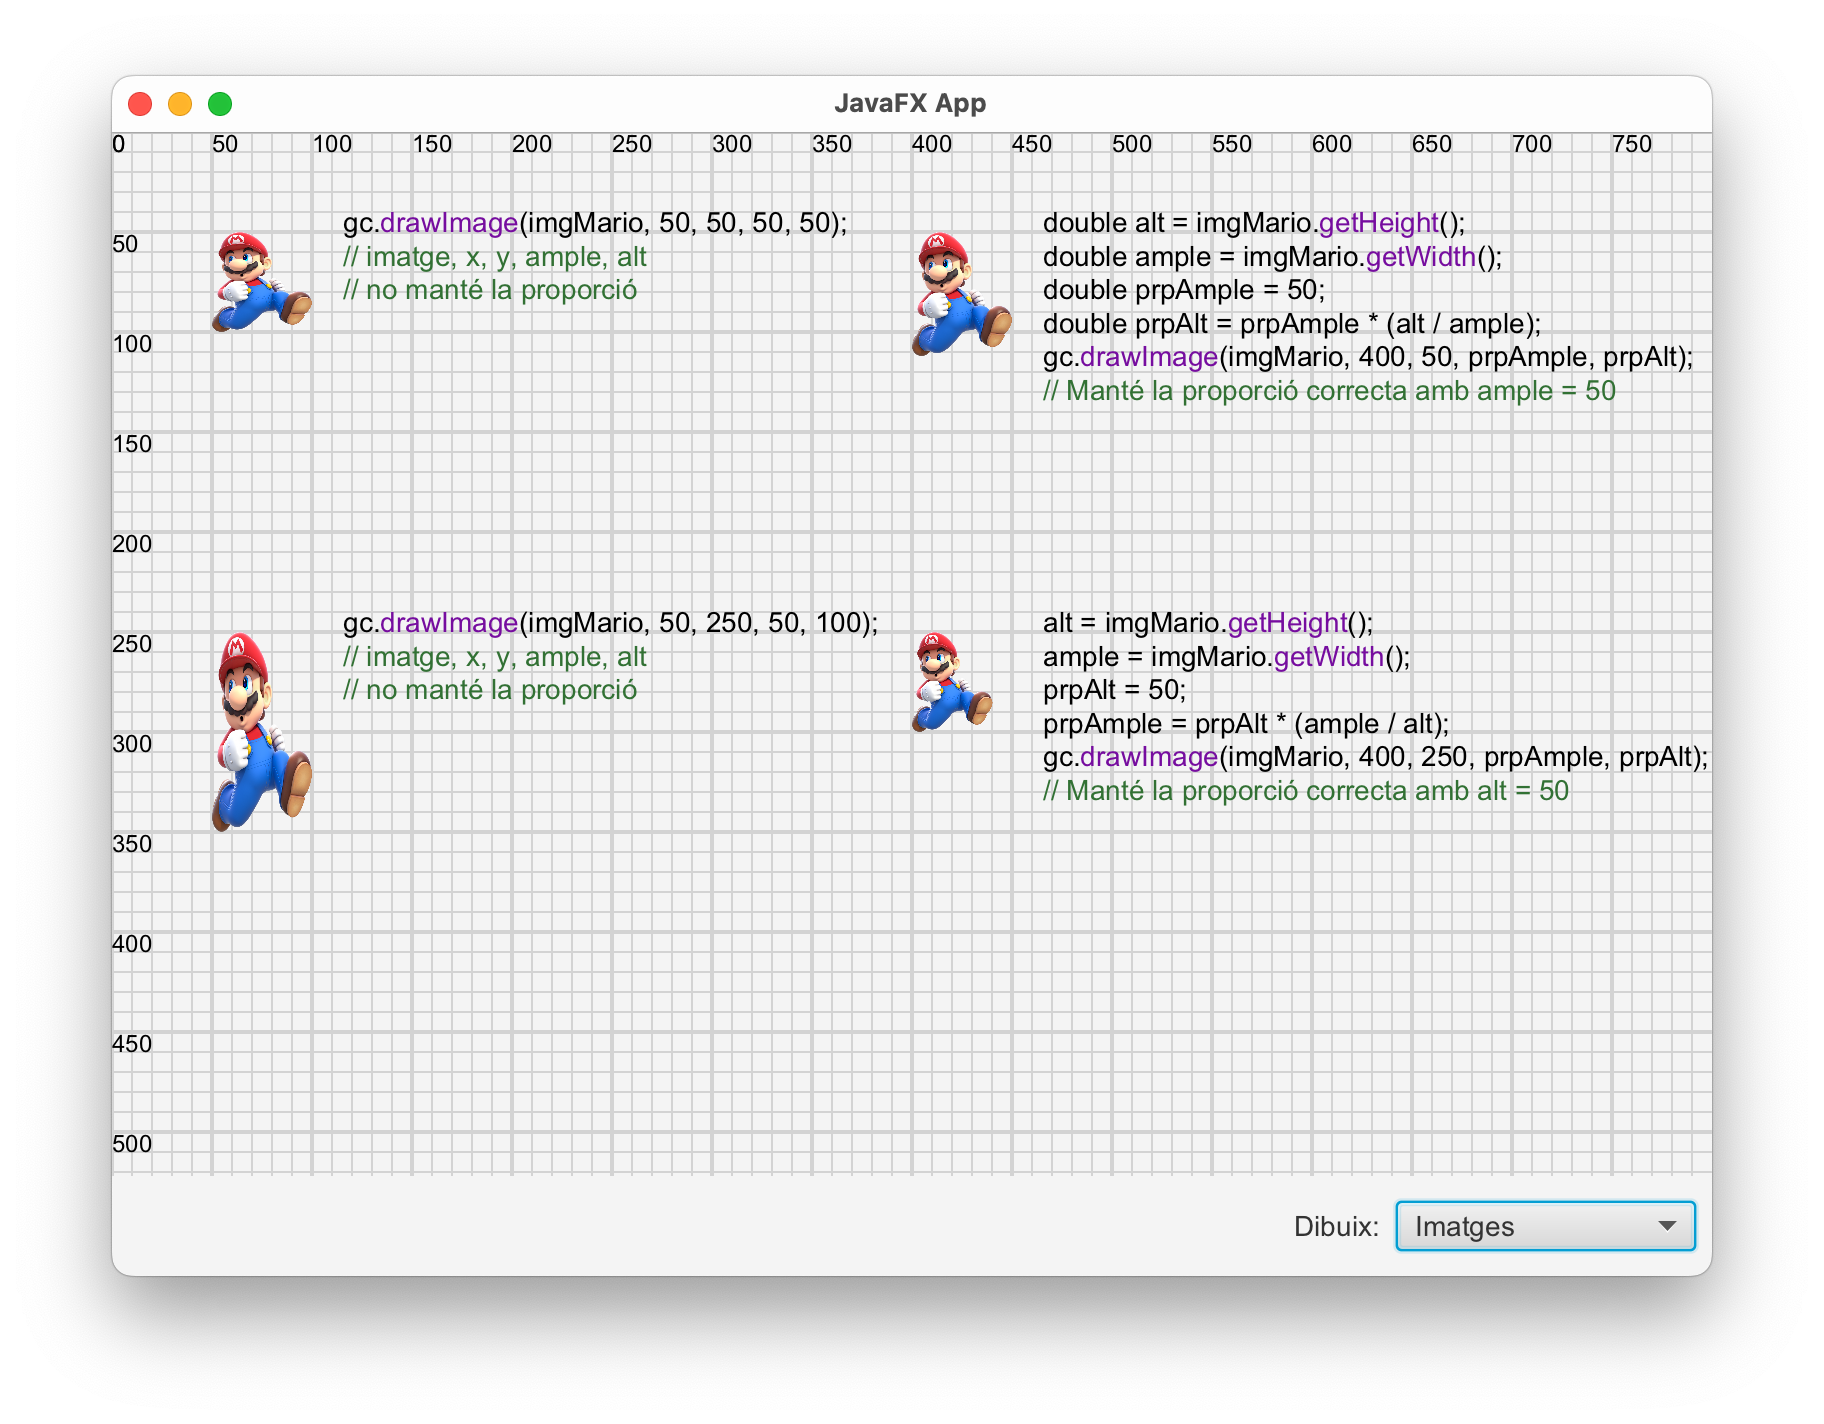 JavaFX App
0 50 100 150 200 250 300 350 400 450 500 550 600 650 700 750
50
100
150
200
250
300
350
400
450
500
gc.drawImage(imgMario, 50, 50, 50, 50);
// imatge, x, y, ample, alt
// no manté la proporció
double alt = imgMario.getHeight();
double ample = imgMario.getWidth();
double prpAmple = 50;
double prpAlt = prpAmple * (alt / ample);
gc.drawImage(imgMario, 400, 50, prpAmple, prpAlt);
// Manté la proporció correcta amb ample = 50
gc.drawImage(imgMario, 50, 250, 50, 100);
// imatge, x, y, ample, alt
// no manté la proporció
alt = imgMario.getHeight();
ample = imgMario.getWidth();
prpAlt = 50;
prpAmple = prpAlt * (ample / alt);
gc.drawImage(imgMario, 400, 250, prpAmple, prpAlt);
// Manté la proporció correcta amb alt = 50
Dibuix: Imatges